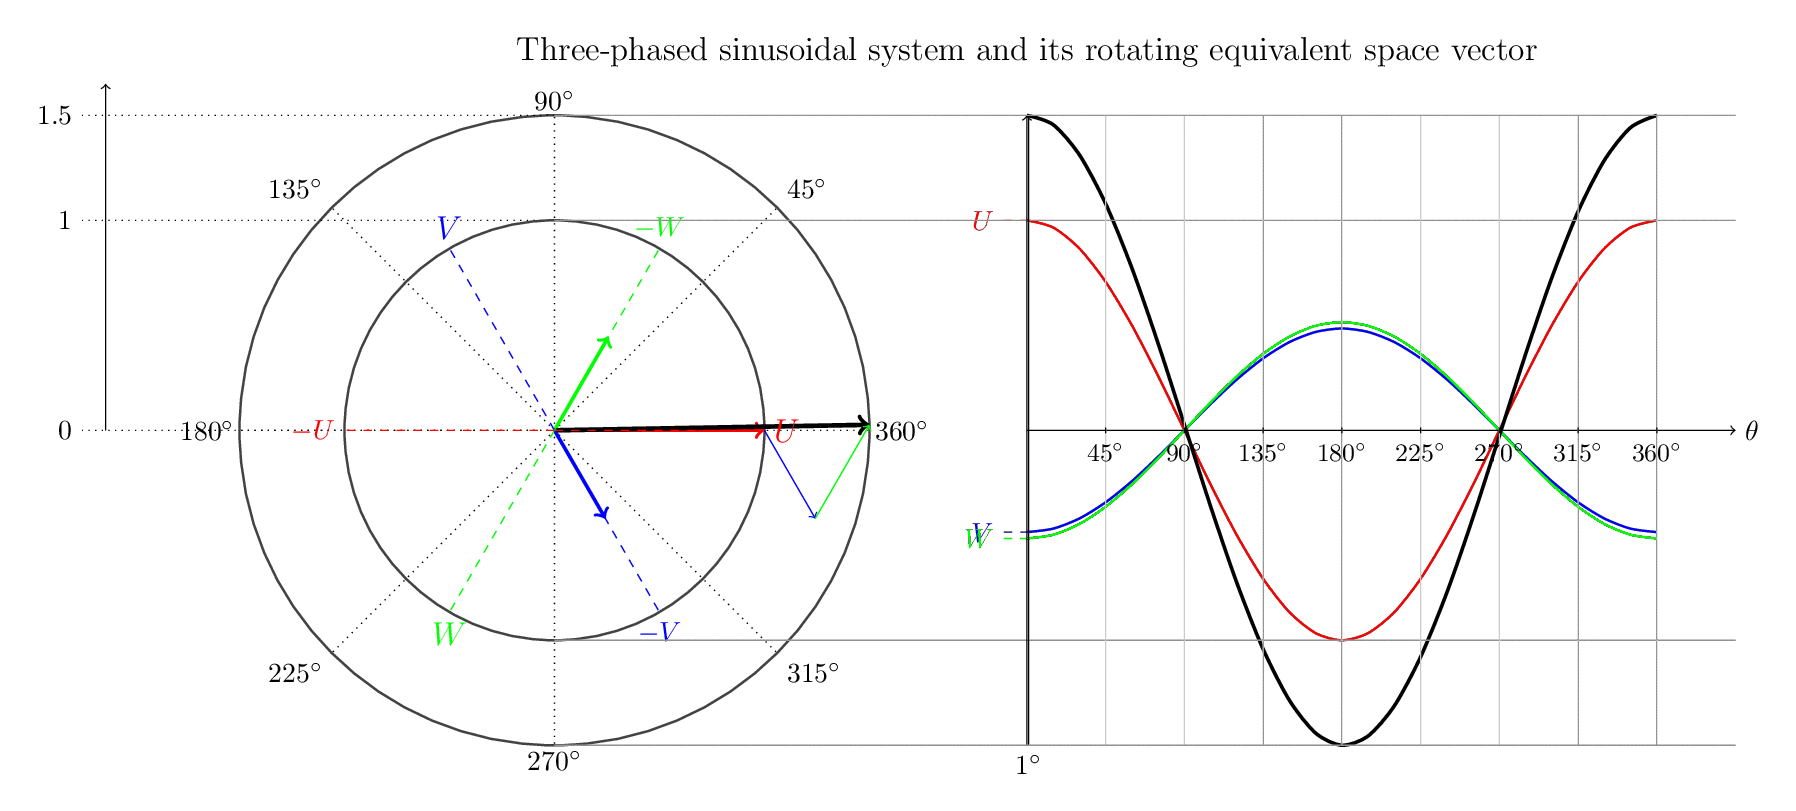 Three-phased sinusoidal system and its rotating equivalent space vector
1.5
90°
135°
45°
1
V
−W
U
0
180°
−U
U
360°
45°
90°
135°
180°
225°
270°
315°
360°
θ
V
W
W
−V
225°
315°
270°
1°